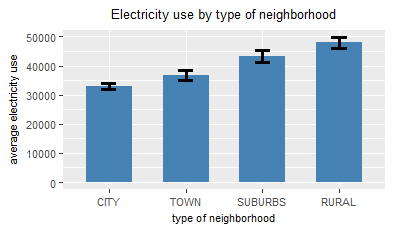 Electricity use by type of neighborhood
average electricity use
50000
40000
30000
20000
10000
0
CITY TOWN SUBURBS RURAL
type of neighborhood